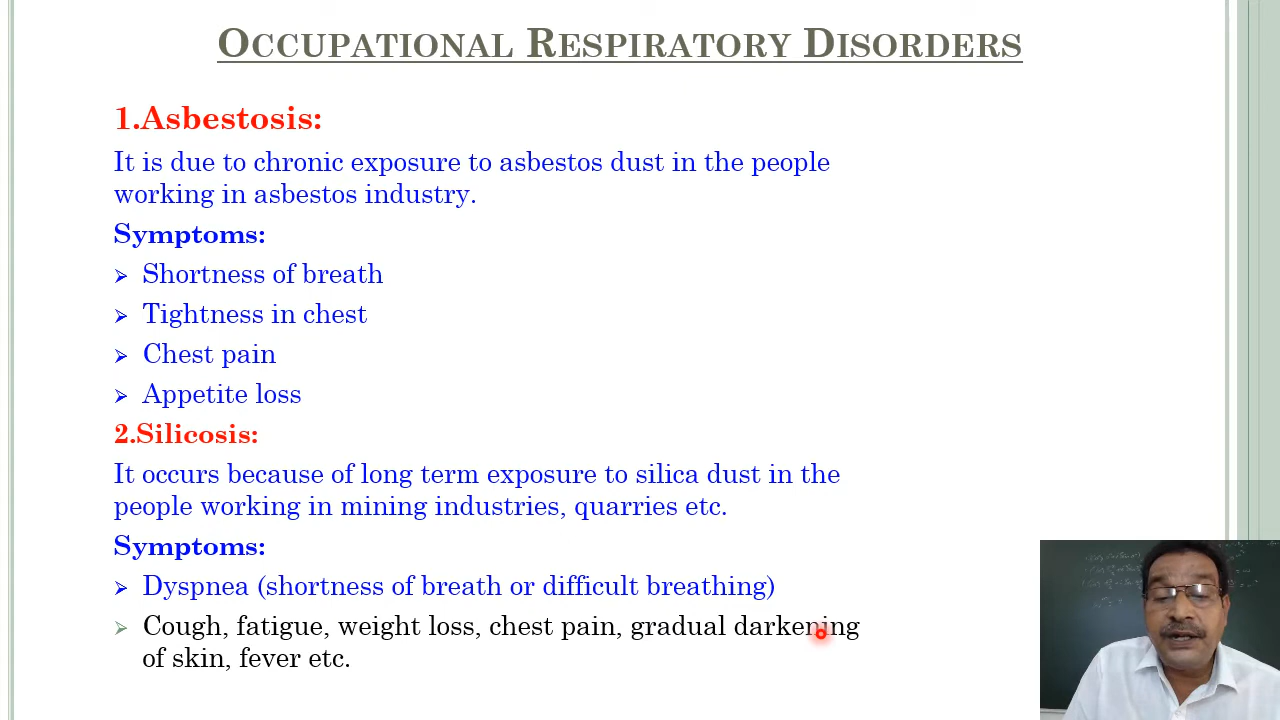 OCCUPATIONAL RESPIRATORY DISORDERS
1.Asbestosis:
It is due to chronic exposure to asbestos dust in the people
working in asbestos industry.
Symptoms:
➢ Shortness of breath
➢ Tightness in chest
➢ Chest pain
➢ Appetite loss
2.Silicosis:
It occurs because of long term exposure to silica dust in the
people working in mining industries, quarries etc.
Symptoms:
➢ Dyspnea (shortness of breath or difficult breathing)
➢ Cough, fatigue, weight loss, chest pain, gradual darkening
of skin, fever etc.